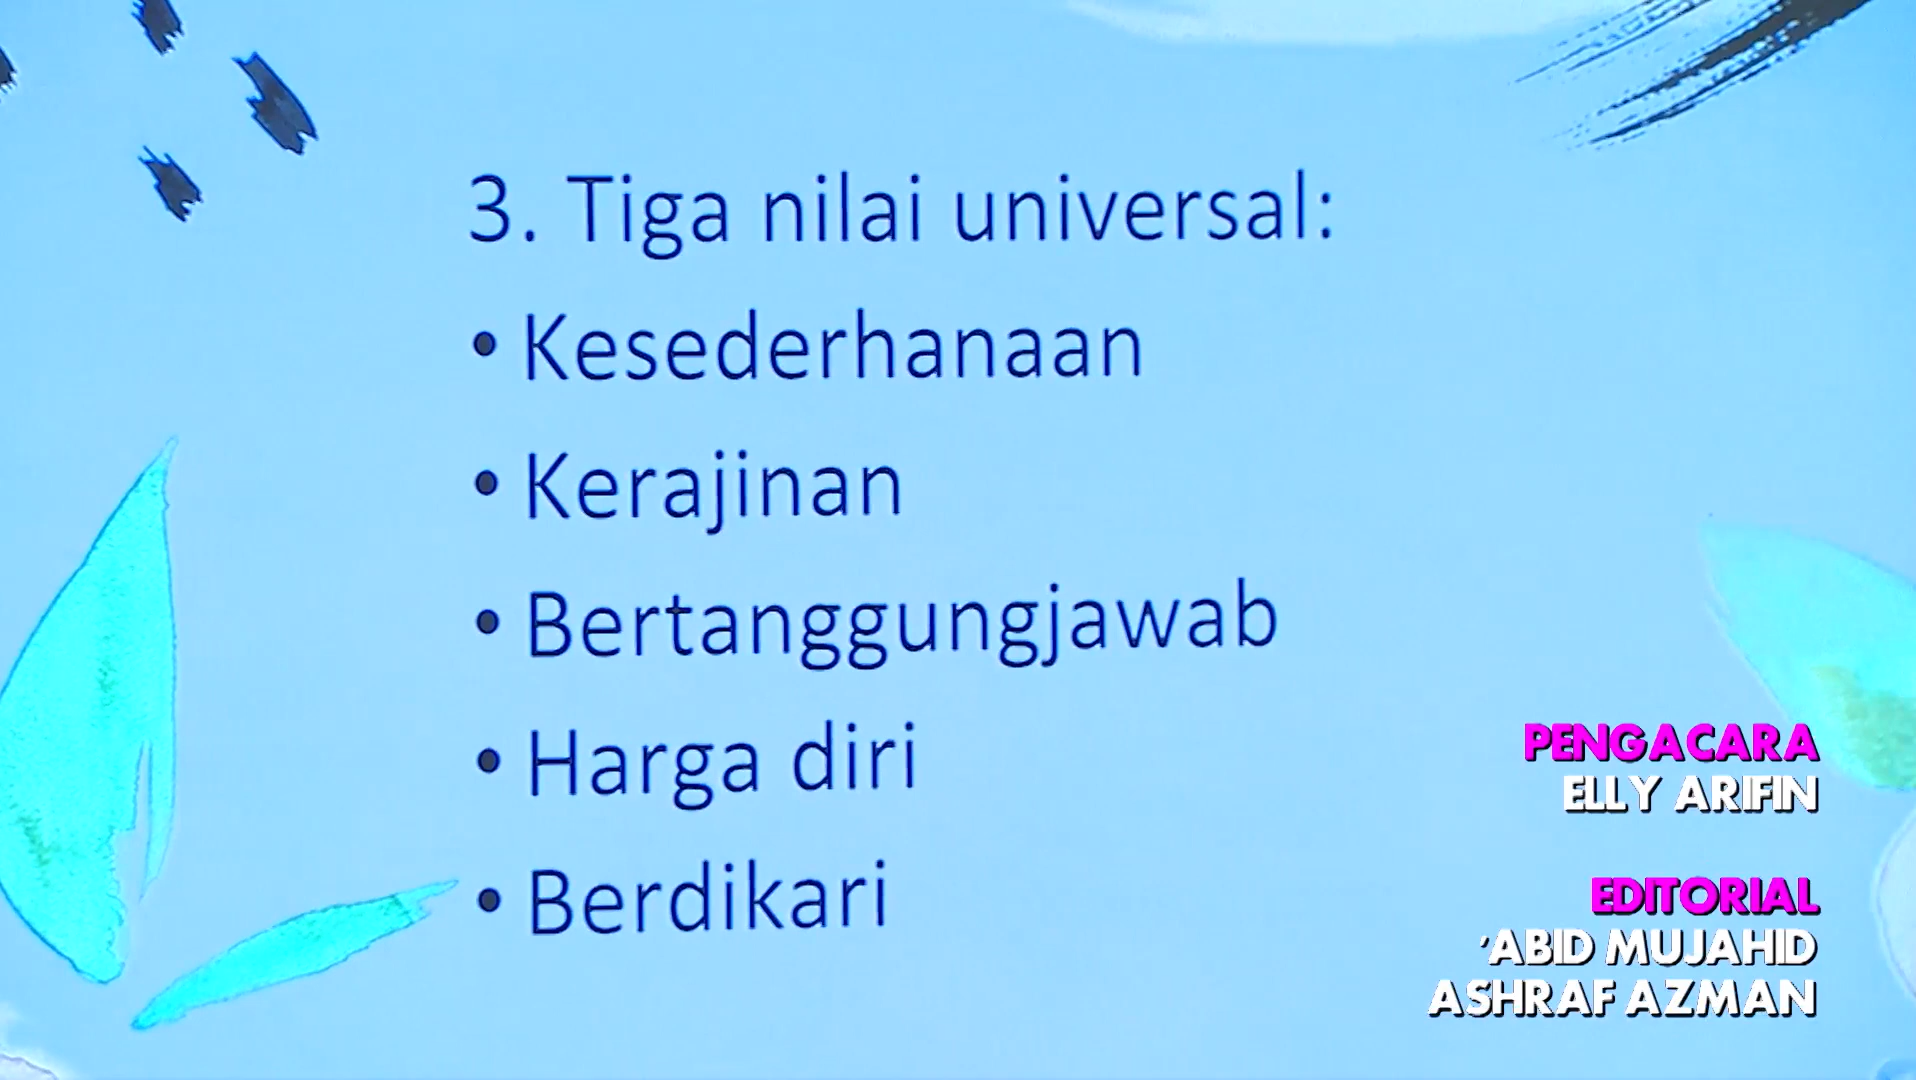 3. Tiga nilai universal:
• Kesederhanaan
• Kerajinan
• Bertanggungjawab
• Harga diri
• Berdikari
PENGACARA
ELLY ARIFIN
EDITORIAL
'ABID MUJAHID
ASHRAF AZMAN